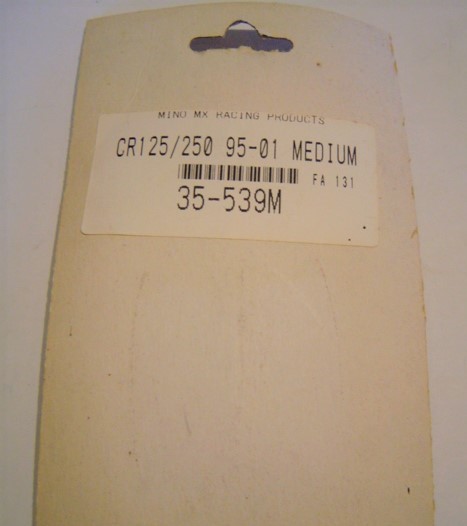 MINO MX RACING PRODUCTS
CR125/250 95-01 MEDIUM
FA 131
35-539M